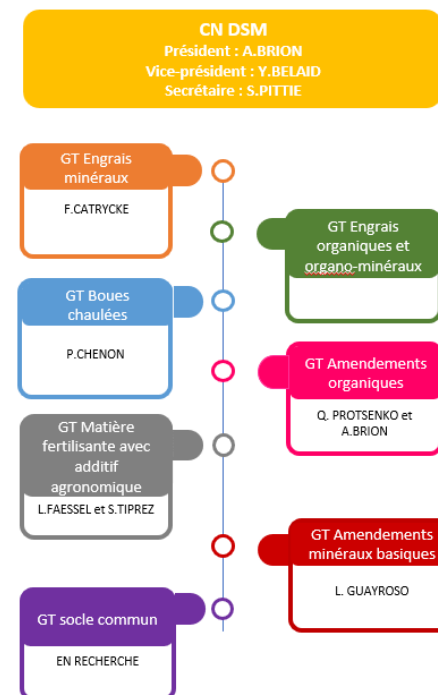 CN DSM
Président : A.BRION
Vice-président : Y.BELAID
Secrétaire : S.PITTIE
GT Engrais
minéraux
F.CATRYCKE
GT Engrais
organiques et
organo-minéraux
GT Boues
chaulées
P.CHENON
GT Amendements
organiques
Q. PROTSENKO et
A.BRION
GT Matière
fertilisante avec
additif
agronomique
L.FAESSEL et S.TIPREZ
GT Amendements
minéraux basiques
L. GUAYROSO
GT socle commun
EN RECHERCHE